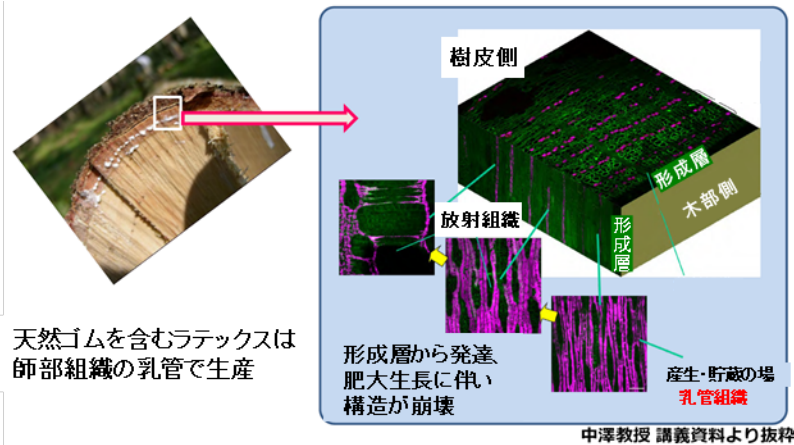 樹皮側
形成層
木部側
形成層
放射組織
天然ゴムを含むラテックスは
師部組織の乳管で生産
形成層から発達、
肥大生長に伴い
構造が崩壊
産生・貯蔵の場
乳管組織
中澤教授 講義資料より抜粋